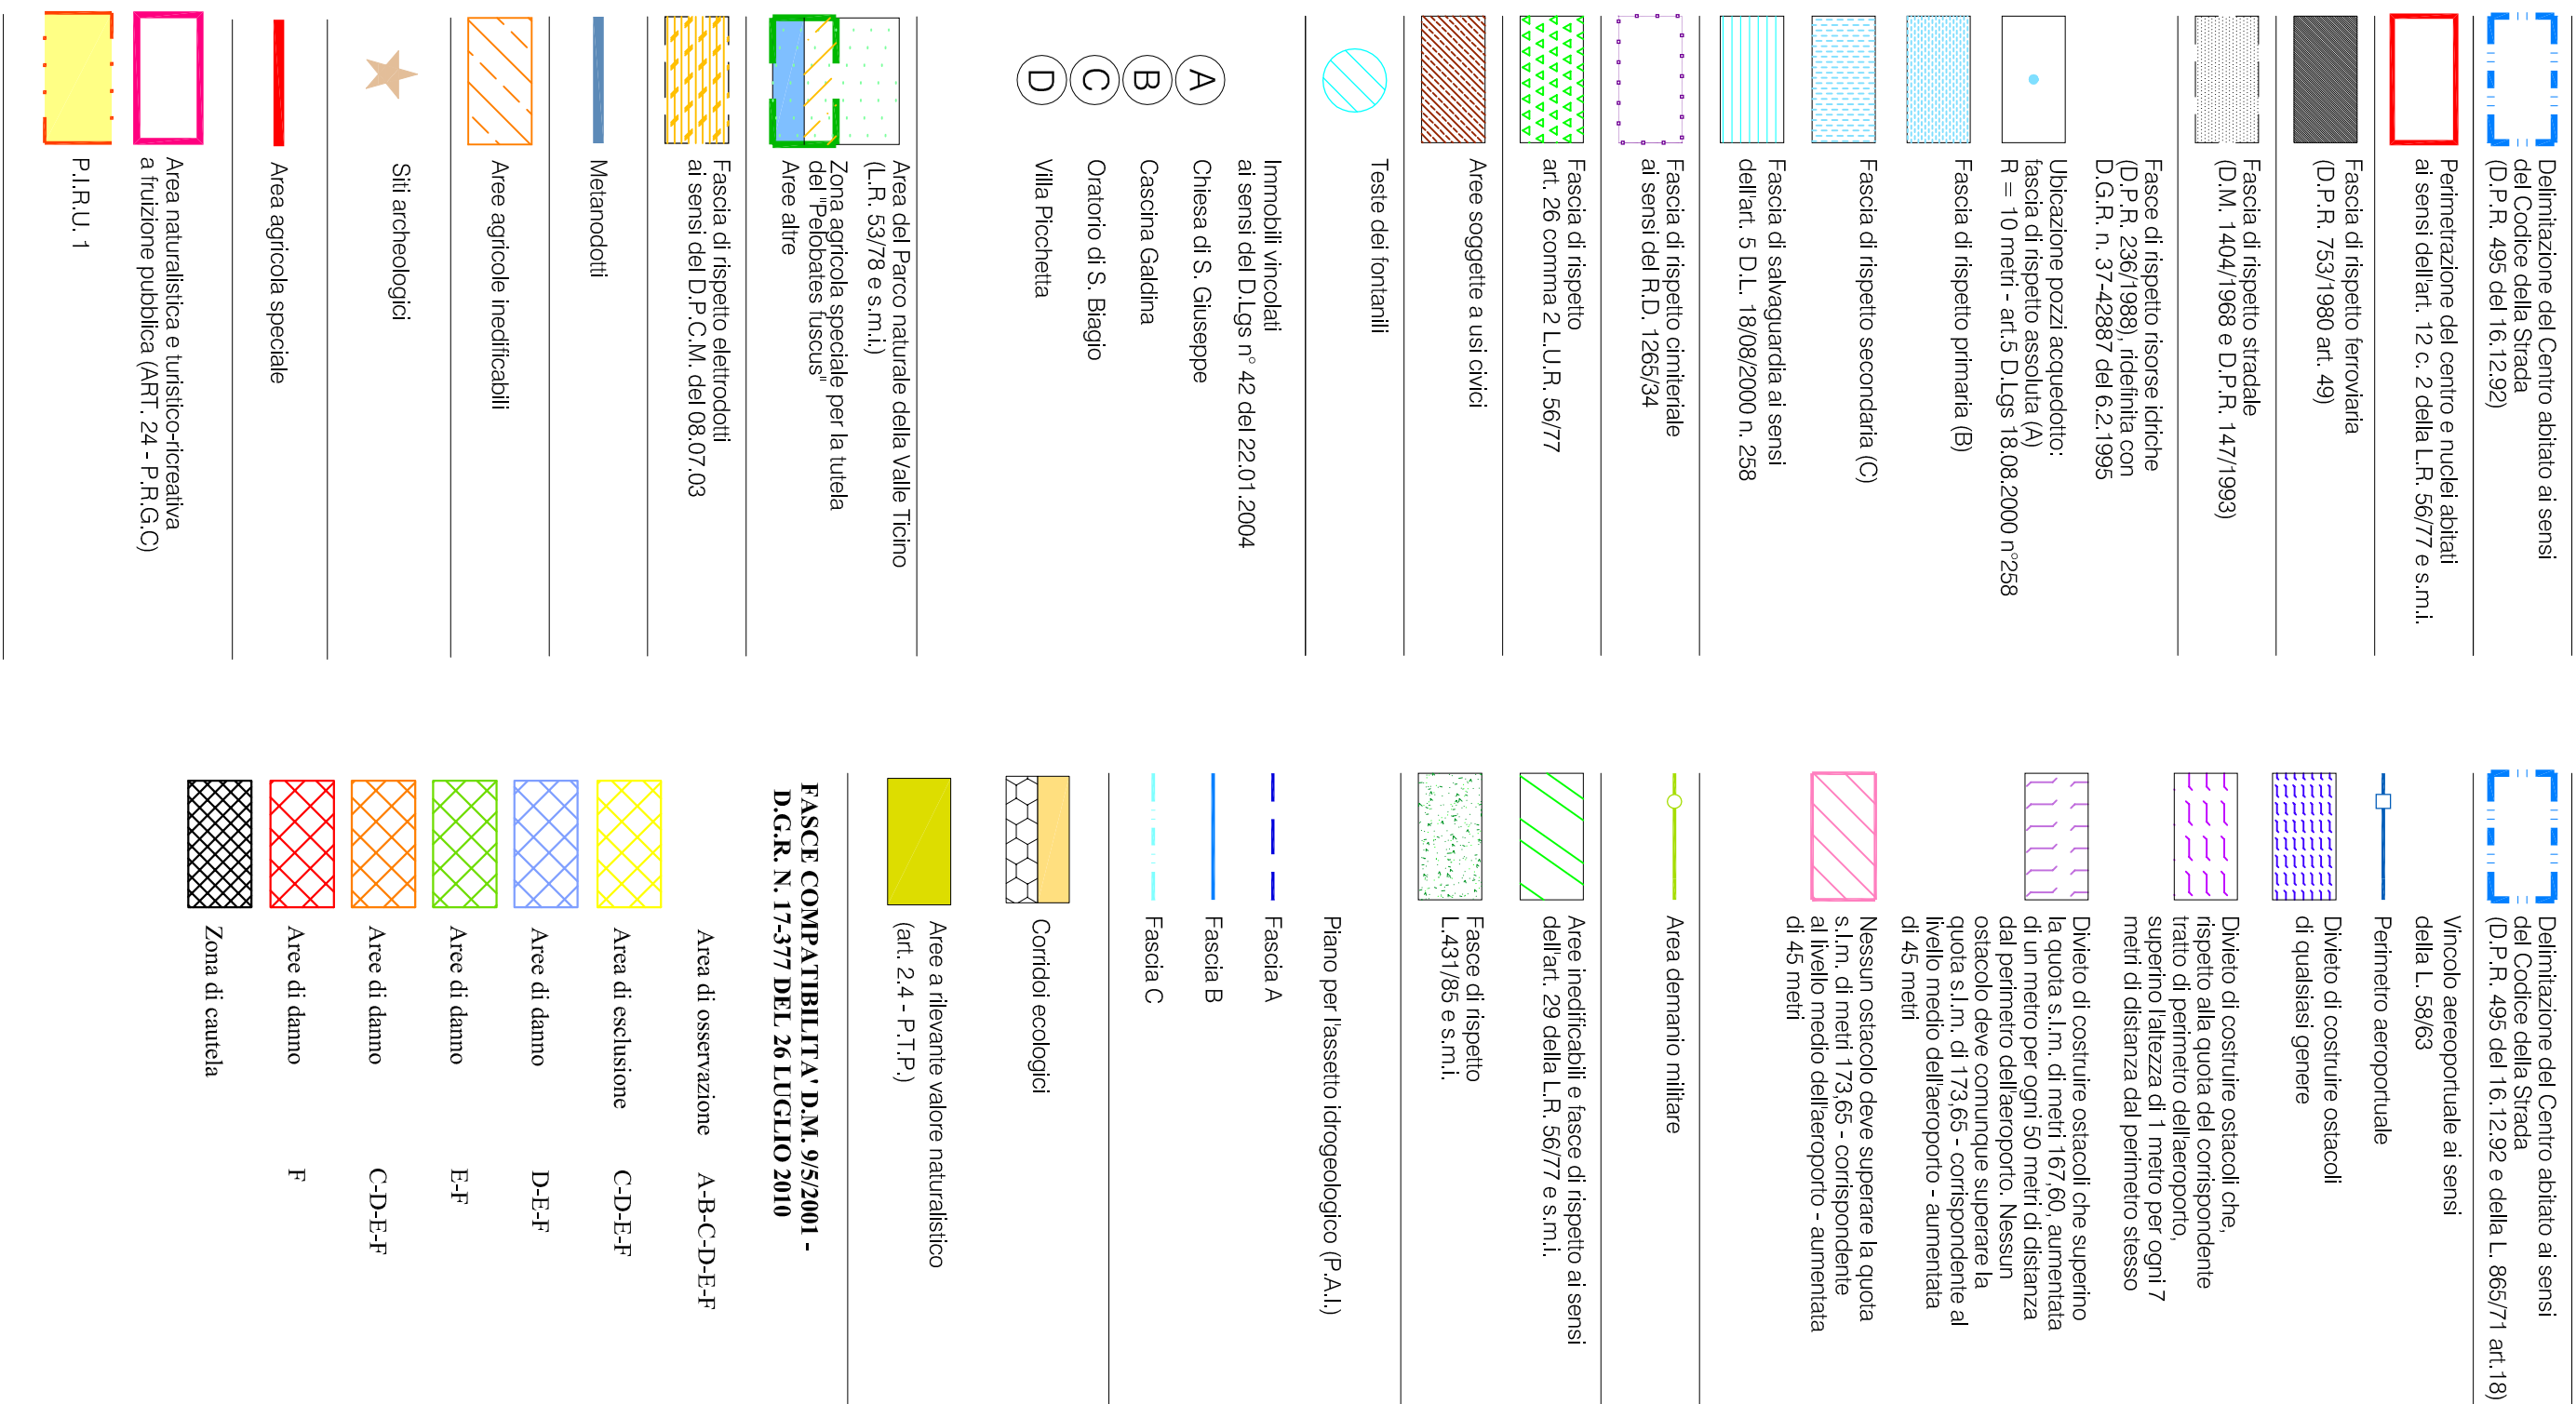 Delimitazione del Centro abitato ai sensi
del Codice della Strada
(D.P.R. 495 del 16.12.92)
Perimetrazione del centro e nuclei abitati
ai sensi dell'art. 12 c. 2 della L.R. 56/77 e s.m.i.
Fascia di rispetto ferroviaria
(D.P.R. 753/1980 art. 49)
Fascia di rispetto stradale
(D.M. 1404/1968 e D.P.R. 147/1993)
Fasce di rispetto risorse idriche
(D.P.R. 236/1988), ridefinita con
D.G.R. n. 37-42887 del 6.2.1995
Ubicazione pozzi acquedotto:
fascia di rispetto assoluta (A)
R = 10 metri - art.5 D.Lgs 18.08.2000 n°258
Fascia di rispetto primaria (B)
Fascia di rispetto secondaria (C)
Fascia di salvaguardia ai sensi
dell'art. 5 D.L. 18/08/2000 n. 258
Fascia di rispetto cimiteriale
ai sensi del R.D. 1265/34
Fascia di rispetto
art. 26 comma 2 L.U.R. 56/77
Aree soggette a usi civici
Teste dei fontanili
Immobili vincolati
ai sensi del D.Lgs n° 42 del 22.01.2004
A Chiesa di S. Giuseppe
B Cascina Galdina
C Oratorio di S. Biagio
D Villa Picchetta
Area del Parco naturale della Valle Ticino
(L.R. 53/78 e s.m.i.)
Zona agricola speciale per la tutela
del "Pelobates fuscus"
Aree altre
Fascia di rispetto elettrodotti
ai sensi del D.P.C.M. del 08.07.03
Metanodotti
Aree agricole inedificabili
Siti archeologici
Area agricola speciale
Area naturalistica e turistico-ricreativa
a fruizione pubblica (ART. 24 - P.R.G.C)
P.I.R.U. 1
Delimitazione del Centro abitato ai sensi
del Codice della Strada
(D.P.R. 495 del 16.12.92 e della L. 865/71 art.18)
Vincolo aereoportuale ai sensi
della L. 58/63
Perimetro aeroportuale
Divieto di costruire ostacoli
di qualsiasi genere
Divieto di costruire ostacoli che,
rispetto alla quota del corrispondente
tratto di perimetro dell'aeroporto,
superino l'altezza di 1 metro per ogni 7
metri di distanza dal perimetro stesso
Divieto di costruire ostacoli che superino
la quota s.l.m. di metri 167,60, aumentata
di un metro per ogni 50 metri di distanza
dal perimetro dell'aeroporto. Nessun
ostacolo deve comunque superare la
quota s.l.m. di 173,65 - corrispondente al
livello medio dell'aeroporto - aumentata
di 45 metri
Nessun ostacolo deve superare la quota
s.l.m. di metri 173,65 - corrispondente
al livello medio dell'aeroporto - aumentata
di 45 metri
Area demanio militare
Aree inedificabili e fasce di rispetto ai sensi
dell'art. 29 della L.R. 56/77 e s.m.i.
Fasce di rispetto
L.431/85 e s.m.i.
Piano per l'assetto idrogeologico (P.A.I.)
Fascia A
Fascia B
Fascia C
Corridoi ecologici
Aree a rilevante valore naturalistico
(art. 2.4 - P.T.P.)
FASCE COMPATIBILITA' D.M. 9/5/2001 -
D.G.R. N. 17-377 DEL 26 LUGLIO 2010
Area di osservazione A-B-C-D-E-F
Area di esclusione C-D-E-F
Aree di danno D-E-F
Aree di danno E-F
Aree di danno C-D-E-F
Aree di danno F
Zona di cautela